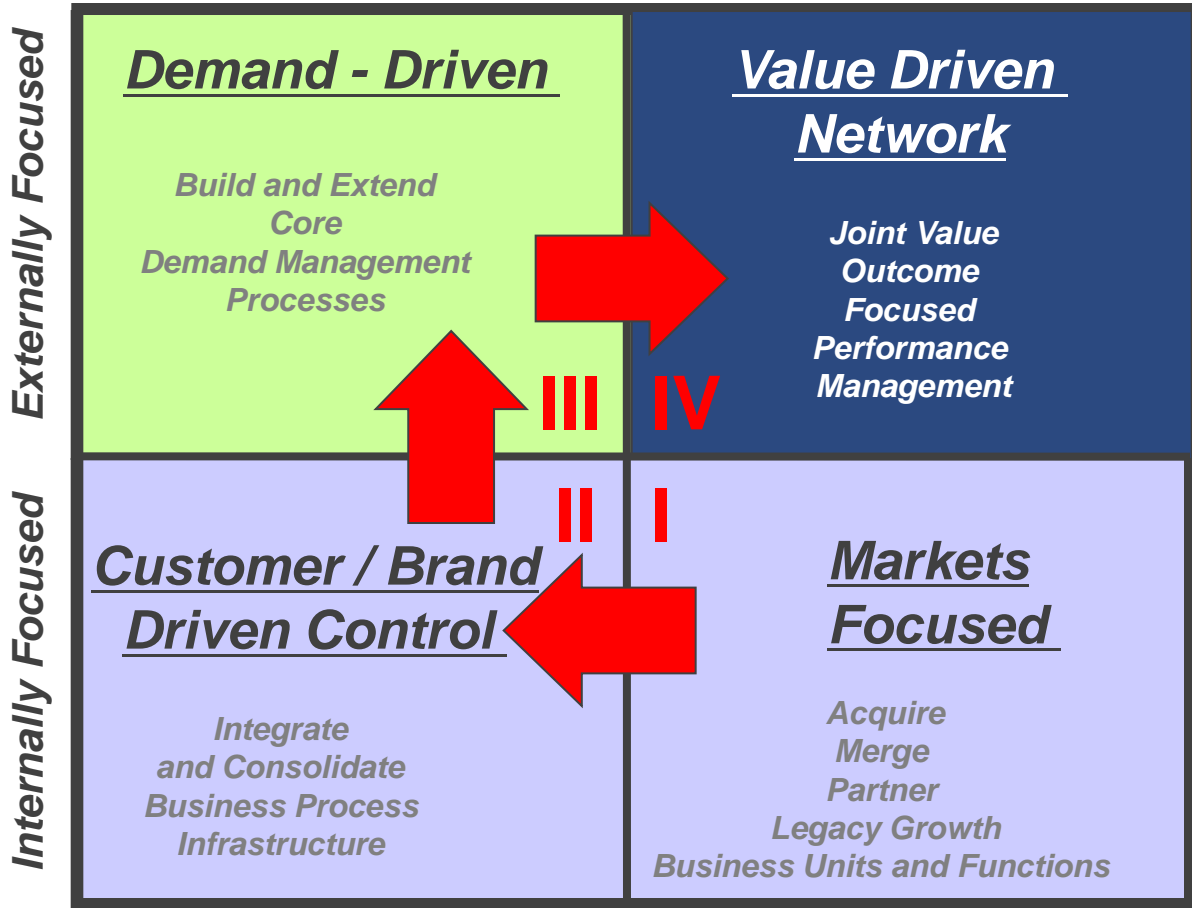 Externally Focused
Demand - Driven
Build and Extend
Core
Demand Management
Processes
III
Value Driven
Network
Joint Value
Outcome
Focused
Performance
Management
IV
Internally Focused
II
Customer / Brand
Driven Control
Integrate
and Consolidate
Business Process
Infrastructure
I
Markets
Focused
Acquire
Merge
Partner
Legacy Growth
Business Units and Functions